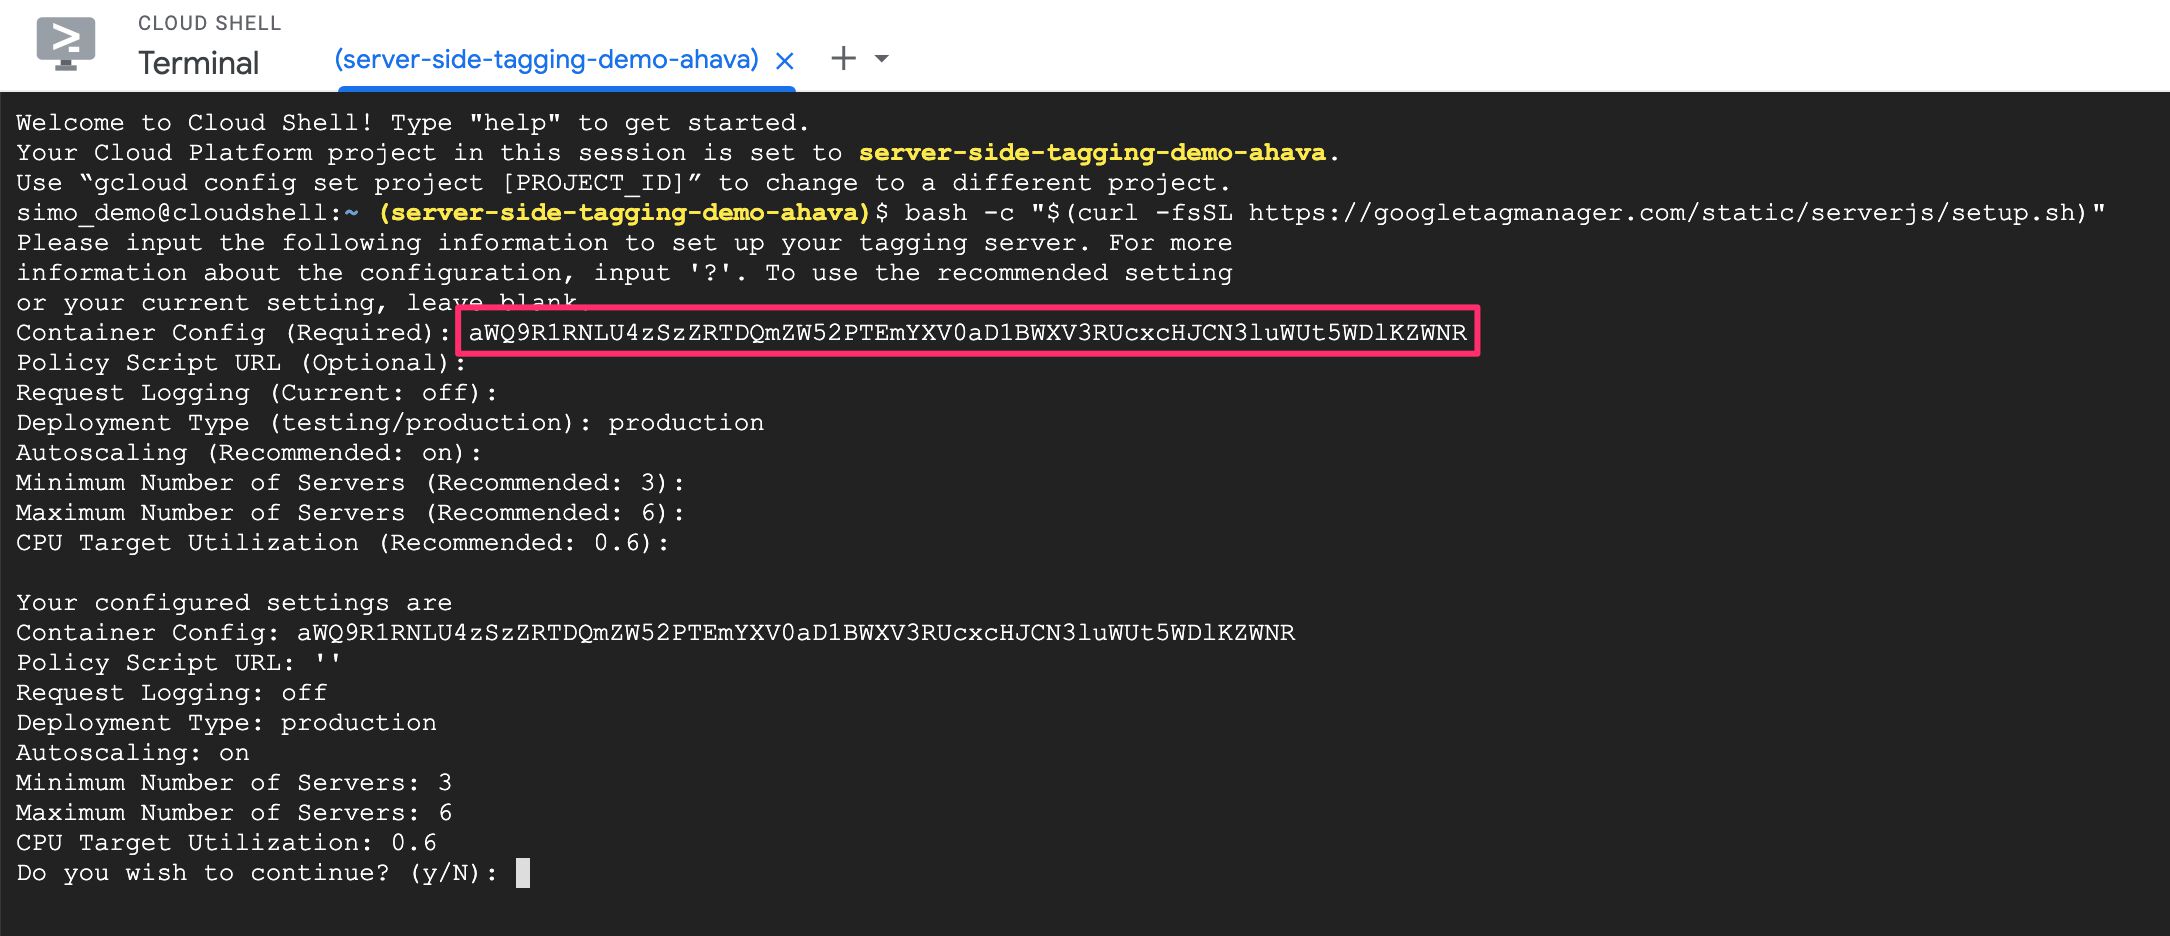 CLOUD SHELL
Terminal
(server-side-tagging-demo-ahava)
Welcome to Cloud Shell! Type "help" to get started.
Your Cloud Platform project in this session is set to server-side-tagging-demo-ahava.
Use “gcloud config set project [PROJECT_ID]” to change to a different project.
simo_demo@cloudshell:~ (server-side-tagging-demo-ahava)$ bash -c "$(curl -fsSL https://googletagmanager.com/static/serverjs/setup.sh)"
Please input the following information to set up your tagging server. For more
information about the configuration, input '?'. To use the recommended setting
or your current setting, leave blank.
Container Config (Required): aWQ9R1RNLU4zSzZRTDQmZW52PTEmYXV0aD1BWXV3RUcxcHJCN3luWUt5WDlKZWNR
Policy Script URL (Optional):
Request Logging (Current: off):
Deployment Type (testing/production): production
Autoscaling (Recommended: on):
Minimum Number of Servers (Recommended: 3):
Maximum Number of Servers (Recommended: 6):
CPU Target Utilization (Recommended: 0.6):
Your configured settings are
Container Config: aWQ9R1RNLU4zSzZRTDQmZW52PTEmYXV0aD1BWXV3RUcxcHJCN3luWUt5WDlKZWNR
Policy Script URL: ''
Request Logging: off
Deployment Type: production
Autoscaling: on
Minimum Number of Servers: 3
Maximum Number of Servers: 6
CPU Target Utilization: 0.6
Do you wish to continue? (y/N):